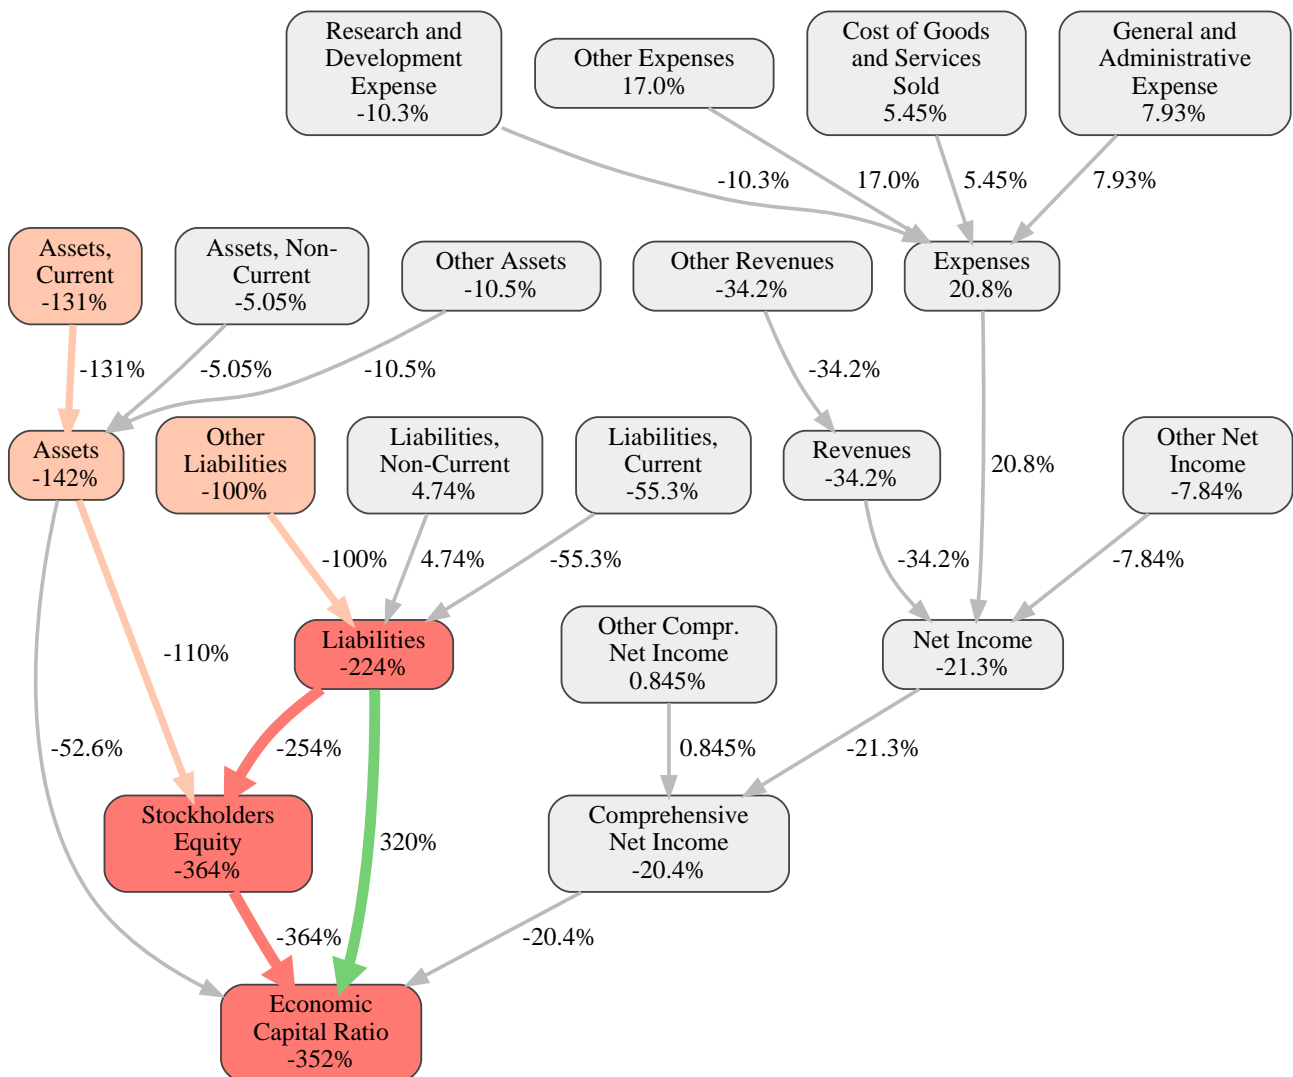 Research and
Development
Expense
-10.3%
Other Expenses
17.0%
Cost of Goods
and Services
Sold
5.45%
General and
Administrative
Expense
7.93%
-10.3%
17.0%
5.45%
7.93%
Assets,
Current
-131%
Assets, Non-
Current
-5.05%
Other Assets
-10.5%
Other Revenues
-34.2%
Expenses
20.8%
-131%
-5.05%
-10.5%
-34.2%
Assets
-142%
Other
Liabilities
-100%
Liabilities,
Non-Current
4.74%
Liabilities,
Current
-55.3%
Revenues
-34.2%
20.8%
Other Net
Income
-7.84%
-100%
4.74%
-55.3%
-34.2%
-7.84%
-110%
Liabilities
-224%
Other Compr.
Net Income
0.845%
Net Income
-21.3%
-52.6%
-254%
0.845%
-21.3%
Stockholders
Equity
-364%
320%
Comprehensive
Net Income
-20.4%
-364%
-20.4%
Economic
Capital Ratio
-352%